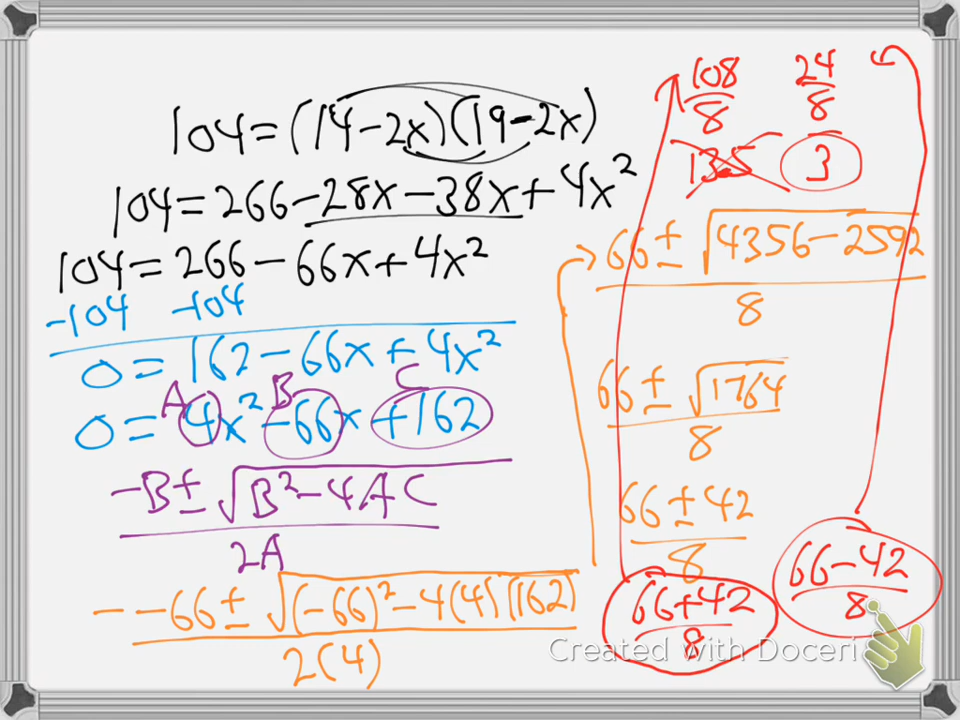 104 = (14 − 2x)(19 − 2x)
104 = 266 − 28x − 38x + 4x²
104 = 266 − 66x + 4x²
−104 −104
0 = 162 − 66x + 4x²
A B C
0 = 4x² − 66x + 162
−B ± √(B² − 4AC)
2A
− −66 ± √((−66)² − 4(4)(162))
2(4)
66 ± √(4356 − 2592)
8
66 ± √1764
8
66 ± 42
8
66 + 42
8
66 − 42
8
108 24
8 8
13.5 3
Created with Doceri